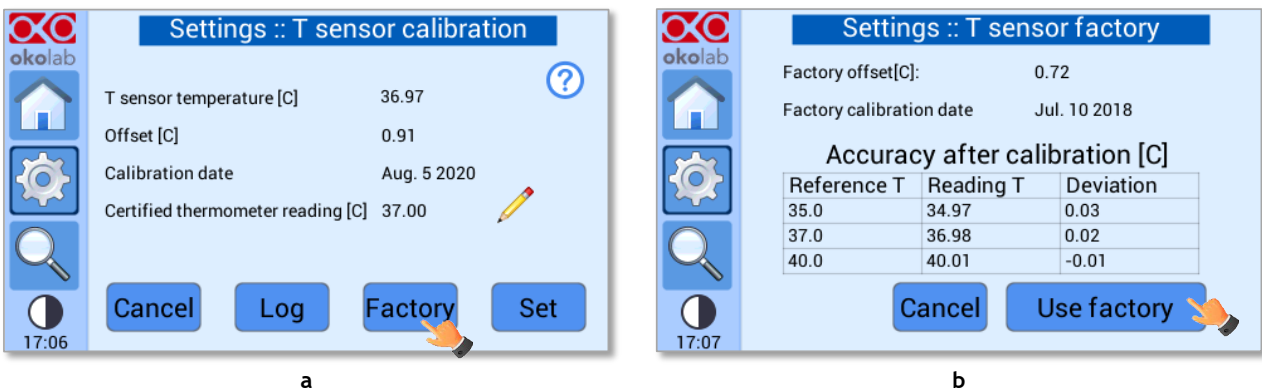 Settings :: T sensor calibration
okolab
T sensor temperature [C] 36.97
Offset [C] 0.91
Calibration date Aug. 5 2020
Certified thermometer reading [C] 37.00
?
Cancel Log Factory Set
17:06
a
Settings :: T sensor factory
okolab
Factory offset[C]: 0.72
Factory calibration date Jul. 10 2018
Accuracy after calibration [C]
Reference T Reading T Deviation
35.0 34.97 0.03
37.0 36.98 0.02
40.0 40.01 -0.01
Cancel Use factory
17:07
b